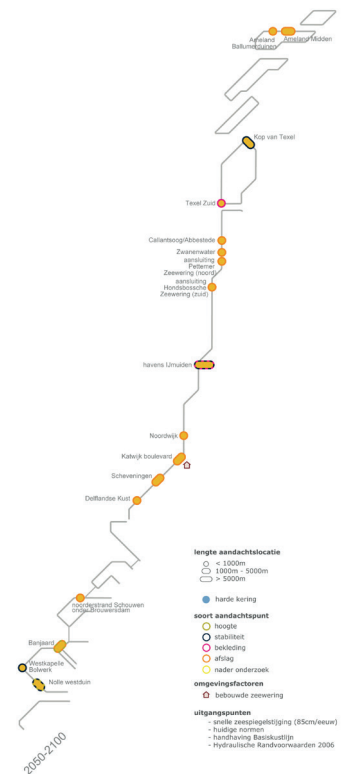 Ameland
Ballumerduinen
Ameland Midden
Kop van Texel
Texel Zuid
Callantsoog/Abbestede
Zwanenwater
aansluiting
Pettemer
Zeewering (noord)
aansluiting
Hondsbossche
Zeewering (zuid)
havens IJmuiden
Noordwijk
Katwijk boulevard
Scheveningen
Delflandse Kust
noorderstrand Schouwen
onder Brouwersdam
Banjaard
Westkapelle
Bolwerk
Nolle westduin
2050-2100
lengte aandachtslocatie
< 1000m
1000m - 5000m
> 5000m
harde kering
soort aandachtspunt
hoogte
stabiliteit
bekleding
afslag
nader onderzoek
omgevingsfactoren
bebouwde zeewering
uitgangspunten
- snelle zeespiegelstijging (85cm/eeuw)
- huidige normen
- handhaving Basiskustlijn
- Hydraulische Randvoorwaarden 2006